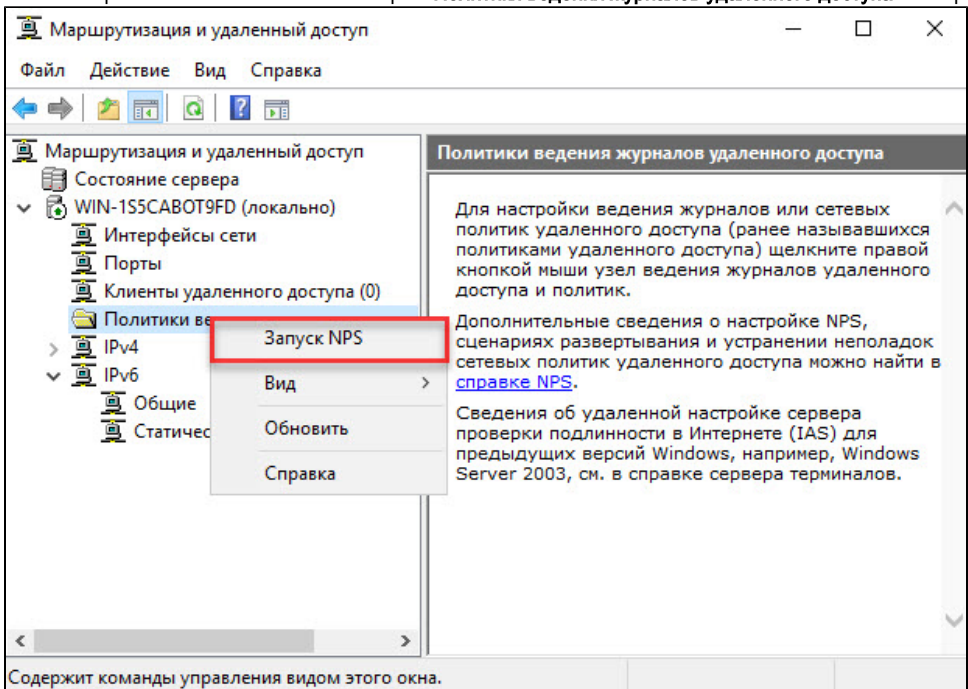 Политики ведения журналов удаленного доступа
Маршрутизация и удаленный доступ
Файл Действие Вид Справка
Маршрутизация и удаленный доступ
Состояние сервера
WIN-1S5CABOT9FD (локально)
Интерфейсы сети
Порты
Клиенты удаленного доступа (0)
Политики ве
IPv4
IPv6
Общие
Статичес
Запуск NPS
Вид
Обновить
Справка
Политики ведения журналов удаленного доступа
Для настройки ведения журналов или сетевых
политик удаленного доступа (ранее называвшихся
политиками удаленного доступа) щелкните правой
кнопкой мыши узел ведения журналов удаленного
доступа и политик.
Дополнительные сведения о настройке NPS,
сценариях развертывания и устранении неполадок
сетевых политик удаленного доступа можно найти в
справке NPS.
Сведения об удаленной настройке сервера
проверки подлинности в Интернете (IAS) для
предыдущих версий Windows, например, Windows
Server 2003, см. в справке сервера терминалов.
Содержит команды управления видом этого окна.